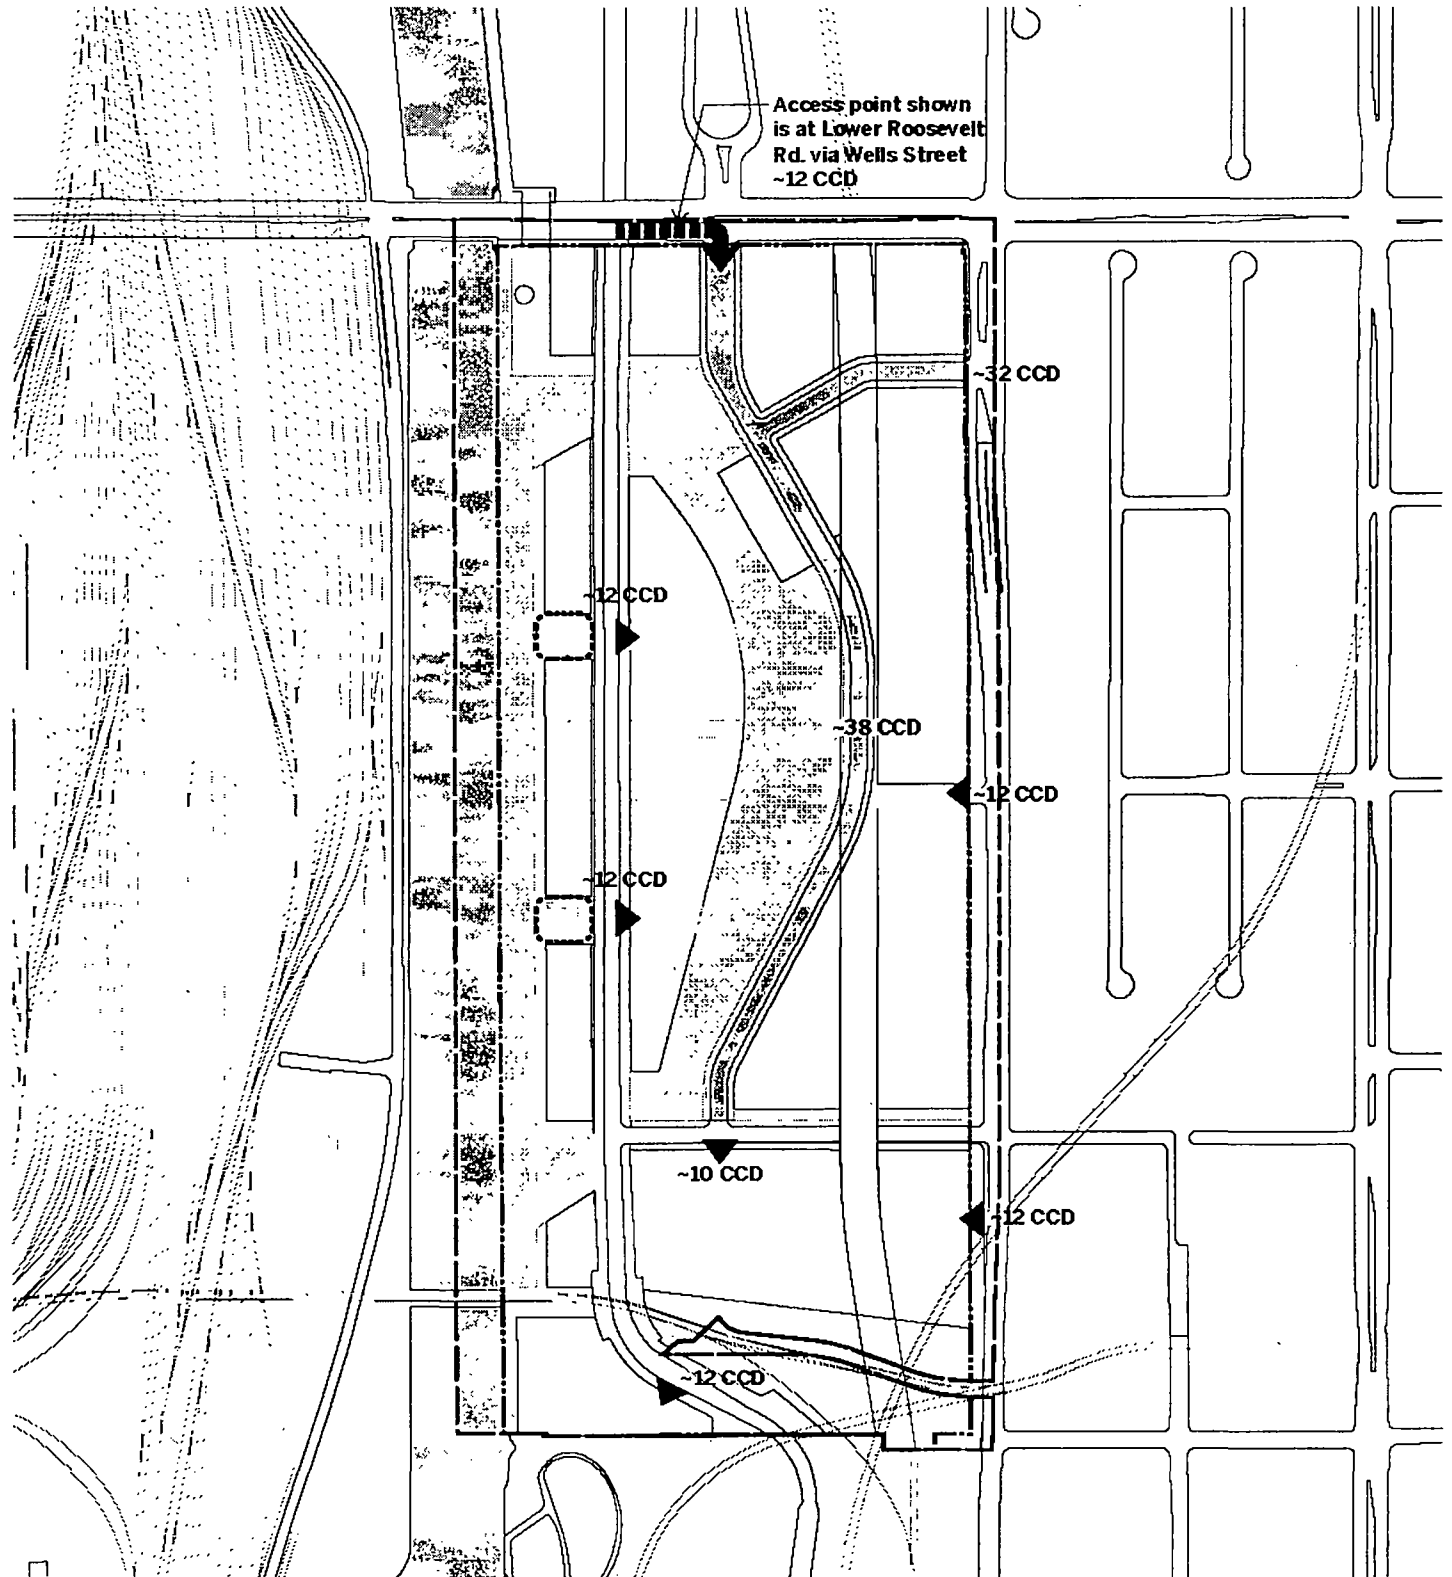 Access point shown
is at Lower Roosevelt
Rd. via Wells Street
~12 CCD
~32 CCD
~12 CCD
~38 CCD
~12 CCD
~12 CCD
~10 CCD
~12 CCD
~12 CCD